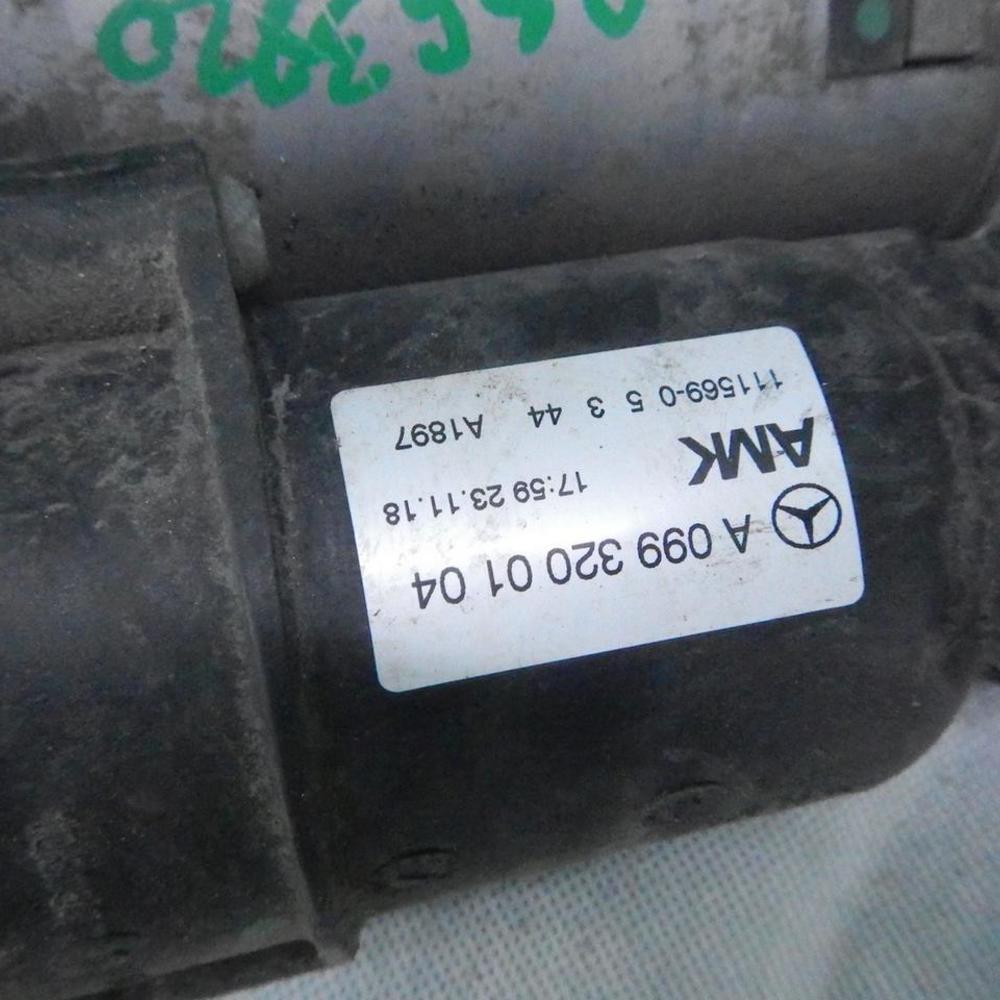 A 099 320 01 04
AMK 17:59 23.11.18
111569-0 5 3 44 A1897